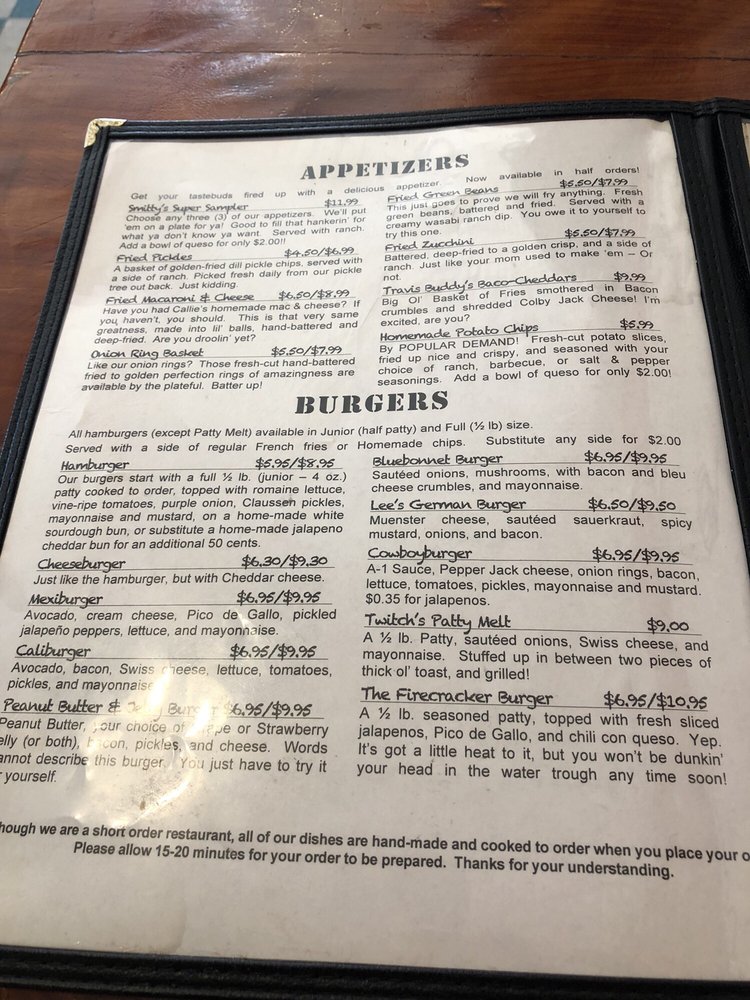 APPETIZERS
Get your tastebuds fired up with a delicious appetizer. Now available in half orders!
Smitty's Super Sampler $11.99
Choose any three (3) of our appetizers. We'll put
'em on a plate for ya! Good to fill that hankerin' for
what ya don't know ya want. Served with ranch.
Add a bowl of queso for only $2.00!!
Fried Pickles $4.50/$6.99
A basket of golden-fried dill pickle chips, served with
a side of ranch. Picked fresh daily from our pickle
tree out back. Just kidding.
Fried Macaroni & Cheese $6.50/$8.99
Have you had Callie's homemade mac & cheese? If
you haven't, you should. This is that very same
greatness, made into lil' balls, hand-battered and
deep-fried. Are you droolin' yet?
Onion Ring Basket $5.50/$7.99
Like our onion rings? Those fresh-cut hand-battered
fried to golden perfection rings of amazingness are
available by the plateful. Batter up!
Fried Green Beans $5.50/$7.99
This just goes to prove we will fry anything. Fresh
green beans, battered and fried. Served with a
creamy wasabi ranch dip. You owe it to yourself to
try this one.
Fried Zucchini $5.50/$7.99
Battered, deep-fried to a golden crisp, and a side of
ranch. Just like your mom used to make 'em – Or
not.
Travis Buddy's Baco-Cheddars $9.99
Big Ol' Basket of Fries smothered in Bacon
crumbles and shredded Colby Jack Cheese! I'm
excited, are you?
Homemade Potato Chips $5.99
By POPULAR DEMAND! Fresh-cut potato slices,
fried up nice and crispy, and seasoned with your
choice of ranch, barbecue, or salt & pepper
seasonings. Add a bowl of queso for only $2.00!
BURGERS
All hamburgers (except Patty Melt) available in Junior (half patty) and Full (½ lb) size.
Served with a side of regular French fries or Homemade chips. Substitute any side for $2.00
Hamburger $5.95/$8.95
Our burgers start with a full ½ lb. (junior – 4 oz.)
patty cooked to order, topped with romaine lettuce,
vine-ripe tomatoes, purple onion, Claussen pickles,
mayonnaise and mustard, on a home-made white
sourdough bun, or substitute a home-made jalapeno
cheddar bun for an additional 50 cents.
Cheeseburger $6.30/$9.30
Just like the hamburger, but with Cheddar cheese.
Mexiburger $6.95/$9.95
Avocado, cream cheese, Pico de Gallo, pickled
jalapeño peppers, lettuce, and mayonnaise.
Caliburger $6.95/$9.95
Avocado, bacon, Swiss cheese, lettuce, tomatoes,
pickles, and mayonnaise
Peanut Butter & Jelly Burger $6.95/$9.95
Peanut Butter, your choice of Grape or Strawberry
elly (or both), bacon, pickles, and cheese. Words
annot describe this burger. You just have to try it
r yourself.
Bluebonnet Burger $6.95/$9.95
Sautéed onions, mushrooms, with bacon and bleu
cheese crumbles, and mayonnaise.
Lee's German Burger $6.50/$9.50
Muenster cheese, sautéed sauerkraut, spicy
mustard, onions, and bacon.
Cowboyburger $6.95/$9.95
A-1 Sauce, Pepper Jack cheese, onion rings, bacon,
lettuce, tomatoes, pickles, mayonnaise and mustard.
$0.35 for jalapenos.
Twitch's Patty Melt $9.00
A ½ lb. Patty, sautéed onions, Swiss cheese, and
mayonnaise. Stuffed up in between two pieces of
thick ol' toast, and grilled!
The Firecracker Burger $6.95/$10.95
A ½ lb. seasoned patty, topped with fresh sliced
jalapenos, Pico de Gallo, and chili con queso. Yep.
It's got a little heat to it, but you won't be dunkin'
your head in the water trough any time soon!
hough we are a short order restaurant, all of our dishes are hand-made and cooked to order when you place your o
Please allow 15-20 minutes for your order to be prepared. Thanks for your understanding.